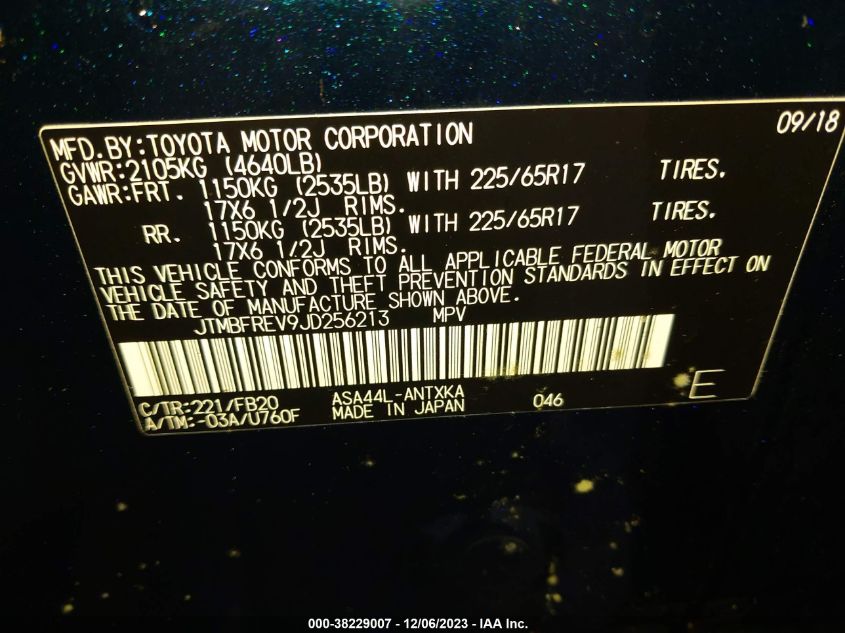 09/18
MFD.BY:TOYOTA MOTOR CORPORATION
GVWR:2105KG (4640LB)
GAWR:FRT. 1150KG (2535LB) WITH 225/65R17 TIRES.
17X6 1/2J RIMS.
RR. 1150KG (2535LB) WITH 225/65R17 TIRES.
17X6 1/2J RIMS.
THIS VEHICLE CONFORMS TO ALL APPLICABLE FEDERAL MOTOR
VEHICLE SAFETY AND THEFT PREVENTION STANDARDS IN EFFECT ON
THE DATE OF MANUFACTURE SHOWN ABOVE.
JTMBFREV9JD256213 MPV
C/TR:221/FB20 ASA44L-ANTXKA 046 E
A/TM:-03A/U760F MADE IN JAPAN
000-38229007 - 12/06/2023 - IAA Inc.